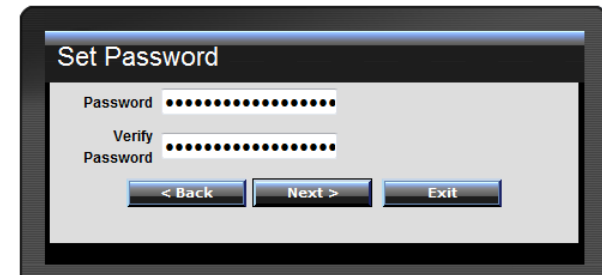 Set Password
Password ••••••••••••••••••
Verify
Password ••••••••••••••••••
< Back Next > Exit